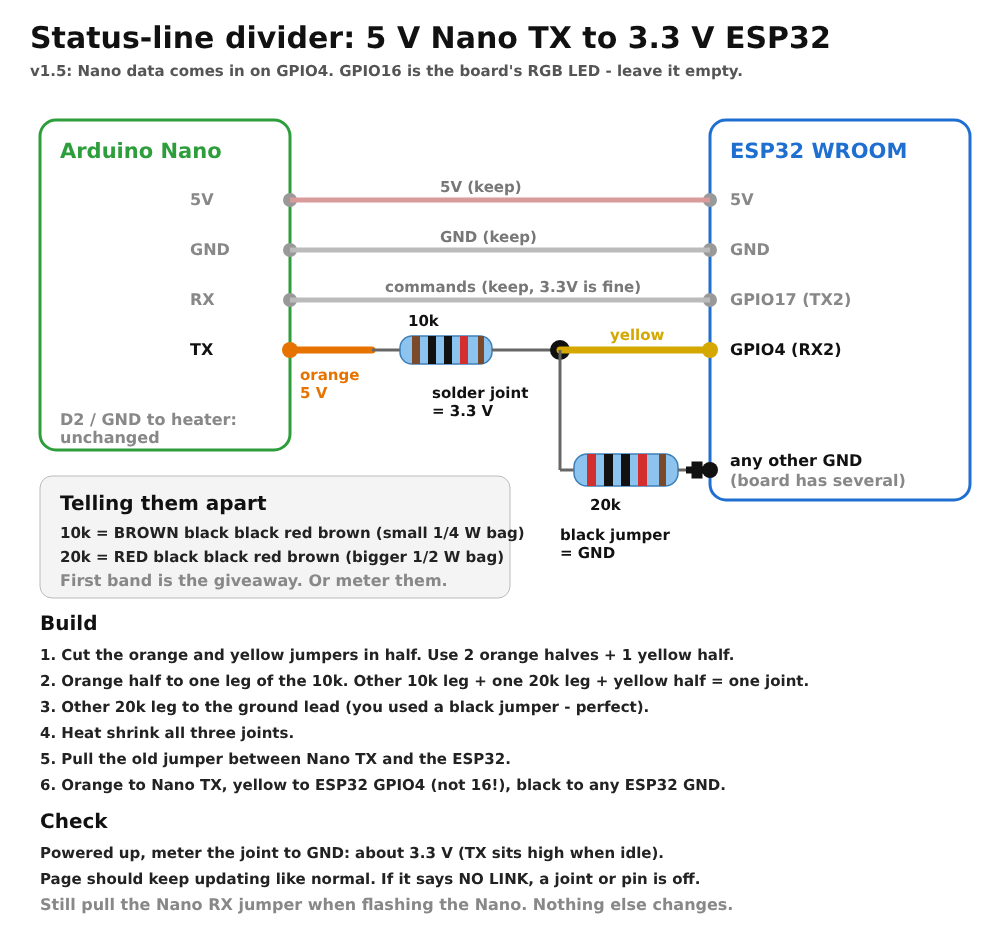 Status-line divider: 5 V Nano TX to 3.3 V ESP32
v1.5: Nano data comes in on GPIO4. GPIO16 is the board's RGB LED - leave it empty.
Arduino Nano
ESP32 WROOM
5V
5V (keep)
5V
GND
GND (keep)
GND
RX
commands (keep, 3.3V is fine)
GPIO17 (TX2)
10k
yellow
TX
GPIO4 (RX2)
orange
5 V
solder joint
= 3.3 V
D2 / GND to heater:
unchanged
any other GND
(board has several)
20k
black jumper
= GND
Telling them apart
10k = BROWN black black red brown (small 1/4 W bag)
20k = RED black black red brown (bigger 1/2 W bag)
First band is the giveaway. Or meter them.
Build
1. Cut the orange and yellow jumpers in half. Use 2 orange halves + 1 yellow half.
2. Orange half to one leg of the 10k. Other 10k leg + one 20k leg + yellow half = one joint.
3. Other 20k leg to the ground lead (you used a black jumper - perfect).
4. Heat shrink all three joints.
5. Pull the old jumper between Nano TX and the ESP32.
6. Orange to Nano TX, yellow to ESP32 GPIO4 (not 16!), black to any ESP32 GND.
Check
Powered up, meter the joint to GND: about 3.3 V (TX sits high when idle).
Page should keep updating like normal. If it says NO LINK, a joint or pin is off.
Still pull the Nano RX jumper when flashing the Nano. Nothing else changes.